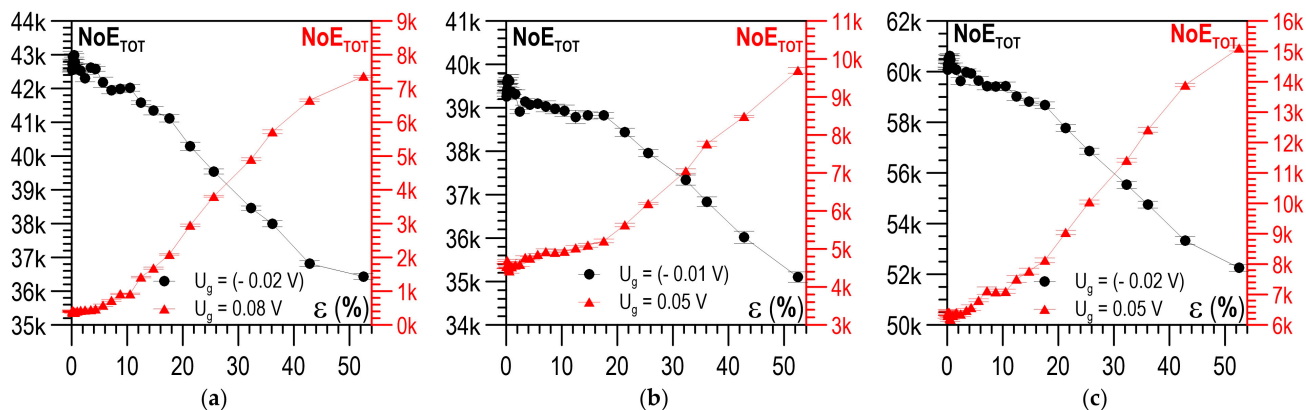 44k
43k
42k
41k
40k
39k
38k
37k
36k
35k
NoE_TOT
NoE_TOT
9k
8k
7k
6k
5k
4k
3k
2k
1k
0k
U_g = (- 0.02 V)
U_g = 0.08 V
ε (%)
0 10 20 30 40 50
(a)
41k
40k
39k
38k
37k
36k
35k
34k
NoE_TOT
NoE_TOT
11k
10k
9k
8k
7k
6k
5k
4k
3k
U_g = (- 0.01 V)
U_g = 0.05 V
ε (%)
0 10 20 30 40 50
(b)
62k
60k
58k
56k
54k
52k
50k
NoE_TOT
NoE_TOT
16k
15k
14k
13k
12k
11k
10k
9k
8k
7k
6k
U_g = (- 0.02 V)
U_g = 0.05 V
ε (%)
0 10 20 30 40 50
(c)